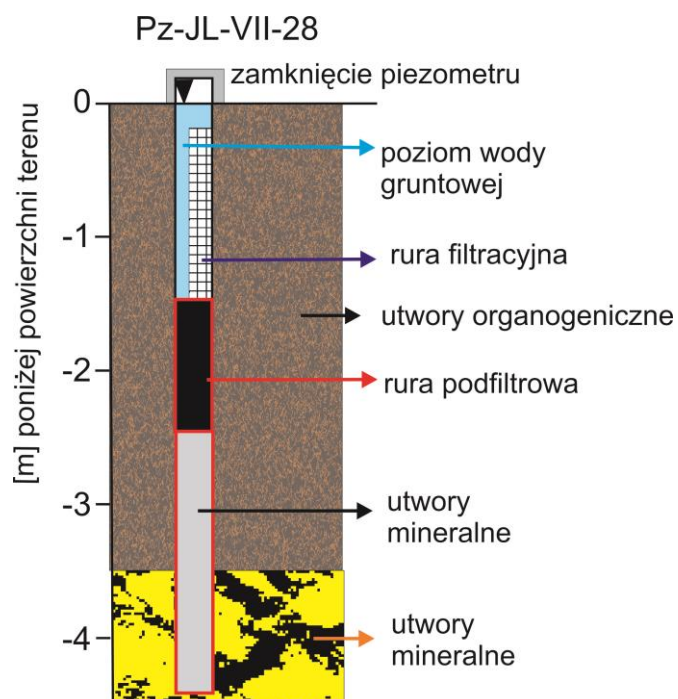 Pz-JL-VII-28
zamknięcie piezometru
0
poziom wody
gruntowej
-1
rura filtracyjna
utwory organogeniczne
-2
rura podfiltrowa
-3
utwory
mineralne
-4
utwory
mineralne
[m] poniżej powierzchni terenu